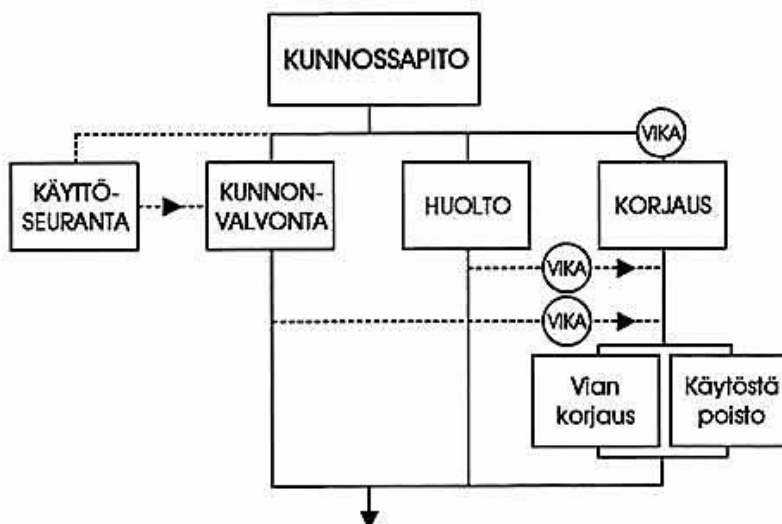 KUNNOSSAPITO
VIKA
KÄYTTÖ-
SEURANTA
KUNNON-
VALVONTA
HUOLTO
KORJAUS
VIKA
VIKA
Vian
korjaus
Käytöstä
poisto